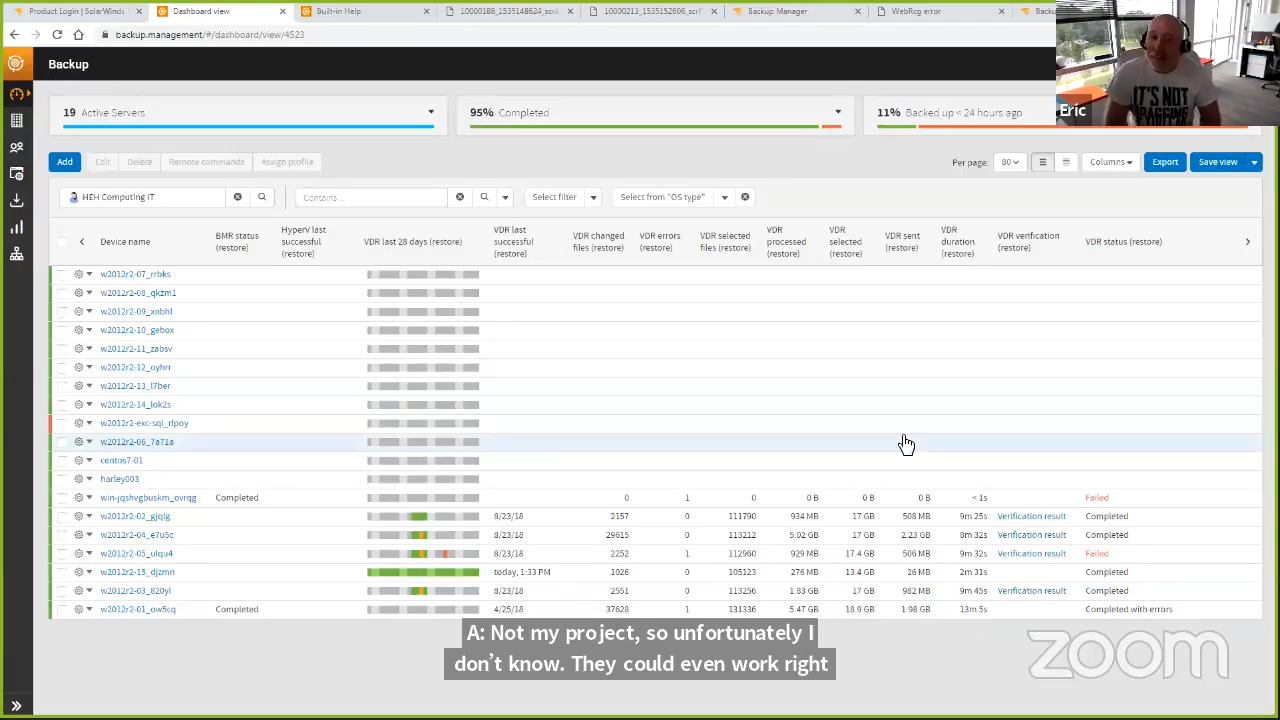 Product Login | SolarWinds
Dashboard view
Built-in Help
10000188_1535148624_scr
10000213_1535152606_scr
Backup Manager
WebRcg error
backup.management/#/dashboard/view/4523
Backup
19 Active Servers
95% Completed
11% Backed up < 24 hours ago
IT'S NOT
Eric
Add Edit Delete Remote commands Assign profile
Per page: 80 Columns Export Save view
HEH Computing IT Contains ... Select filter Select from "OS type"
Device name BMR status (restore) HyperV last successful (restore) VDR last 28 days (restore) VDR last successful (restore) VDR changed files (restore) VDR errors (restore) VDR selected files (restore) VDR processed (restore) VDR selected (restore) VDR sent (restore) VDR duration (restore) VDR verification (restore) VDR status (restore)
w2012r2-07_rrbks
w2012r2-08_qkzm1
w2012r2-09_xnbhl
w2012r2-10_gebox
w2012r2-11_zabsv
w2012r2-12_oyhrr
w2012r2-13_l7ber
w2012r2-14_lok2s
w2012r2-exc-sql_rlpoy
w2012r2-06_7a71a
centos7-01
harley003
win-jqshvgbuskm_ovrqg Completed 0 1 0 0 B 0 B 0 B < 1s Failed
w2012r2-02_gjqlg 8/23/18 2157 0 111790 934 MB 17 GB 508 MB 9m 25s Verification result Completed
w2012r2-04_e7u5c 8/23/18 29615 0 113212 5.02 GB 17 GB 2.23 GB 8m 32s Verification result Completed
w2012r2-05_ulqu4 8/23/18 2252 0 112960 929 MB 17.4 GB 506 MB 9m 32s Verification result Failed
w2012r2-15_djzmn today, 1:33 PM 1026 0 105123 276 MB 13.4 GB 26 MB 2m 31s Completed
w2012r2-03_820yl 8/23/18 2551 0 113256 1.83 GB 17 GB 982 MB 9m 45s Verification result Completed
w2012r2-01_ow5cq Completed 4/25/18 37628 1 131336 5.47 GB 18.9 GB 1.98 GB 13m 5s Completed with errors
A: Not my project, so unfortunately I
don't know. They could even work right
zoom